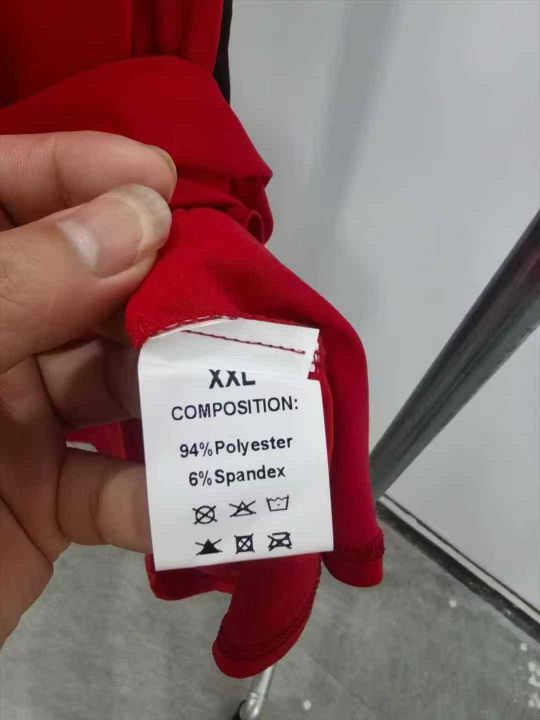 XXL
COMPOSITION:
94%Polyester
6%Spandex